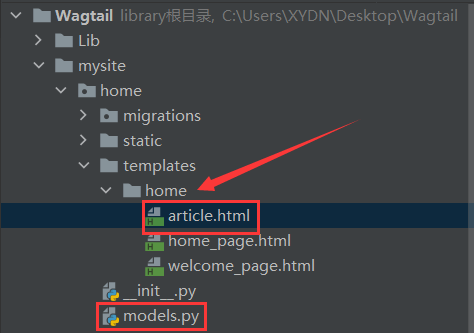 Wagtail library根目录, C:\Users\XYDN\Desktop\Wagtail
Lib
mysite
home
migrations
static
templates
home
article.html
home_page.html
welcome_page.html
__init__.py
models.py